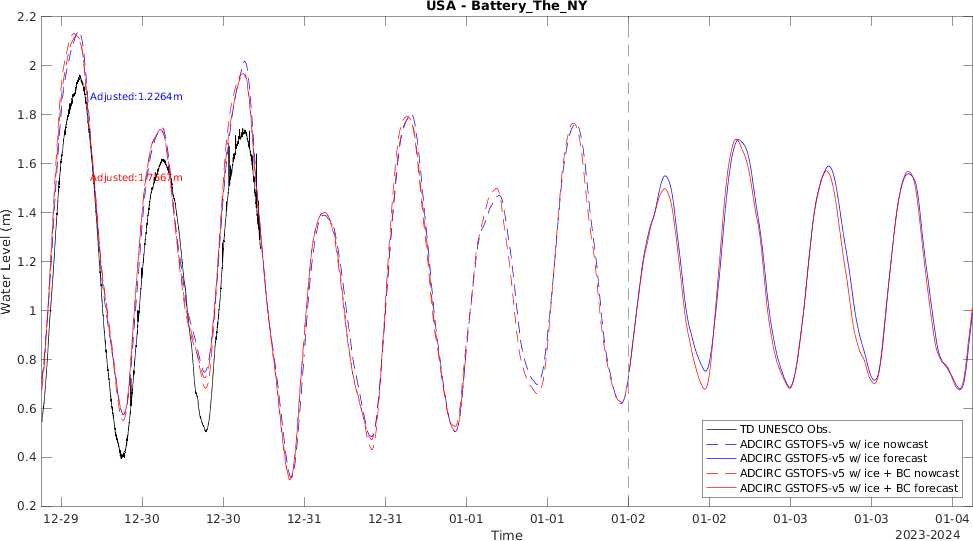 USA - Battery_The_NY
2.2
2
1.8
1.6
1.4
1.2
1
0.8
0.6
0.4
0.2
Water Level (m)
Adjusted:1.2264m
Adjusted:1.7667m
TD UNESCO Obs.
ADCIRC GSTOFS-v5 w/ ice nowcast
ADCIRC GSTOFS-v5 w/ ice forecast
ADCIRC GSTOFS-v5 w/ ice + BC nowcast
ADCIRC GSTOFS-v5 w/ ice + BC forecast
12-29 12-30 12-30 12-31 12-31 01-01 01-01 01-02 01-02 01-03 01-03 01-04
Time
2023-2024